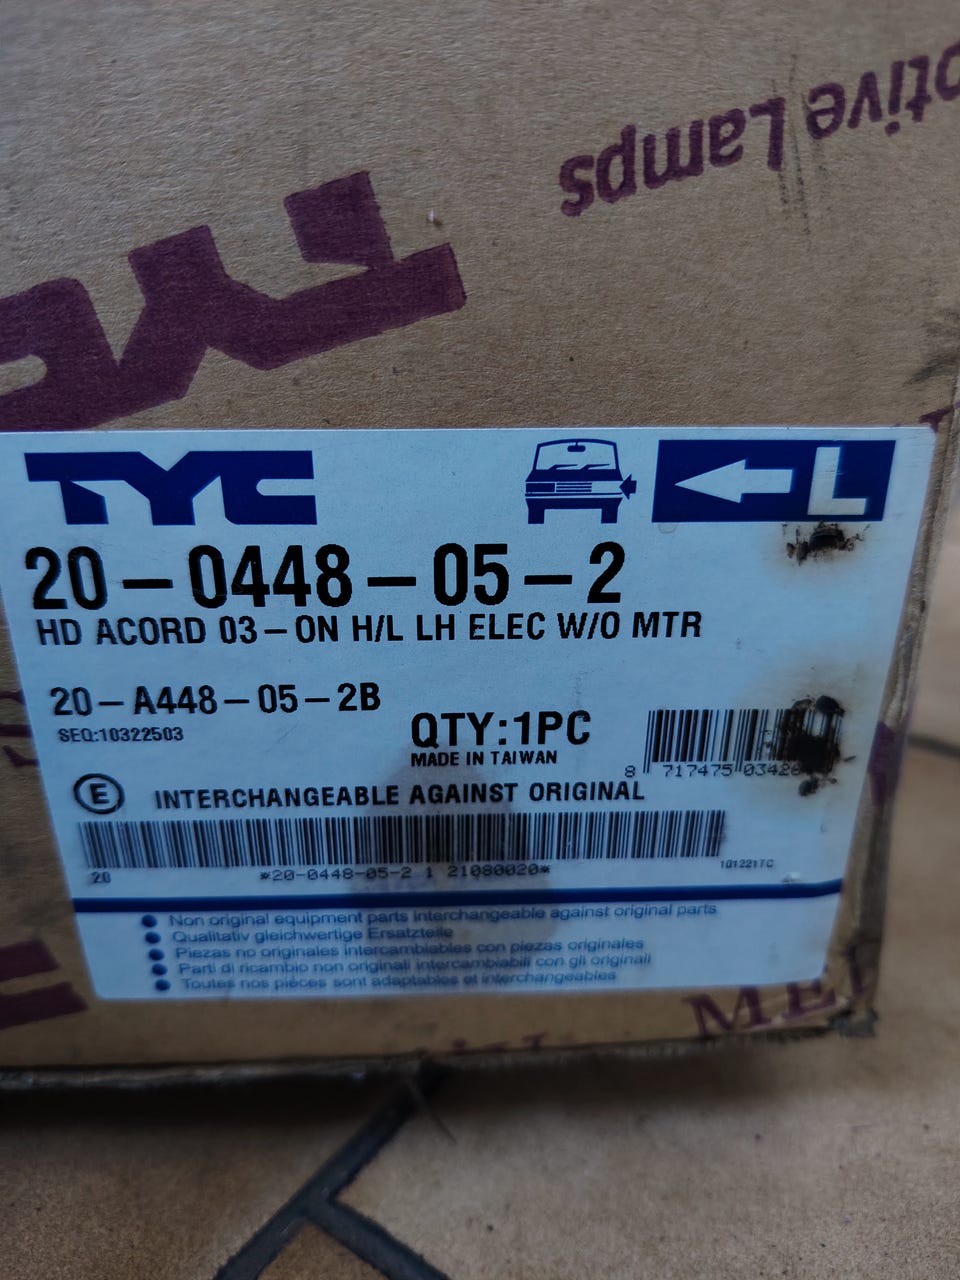 otive Lamps
TYC
TYC
L
20-0448-05-2
HD ACORD 03-ON H/L LH ELEC W/O MTR
20-A448-05-2B
SEQ:10322503
QTY:1PC
MADE IN TAIWAN
8 717475 03426
E INTERCHANGEABLE AGAINST ORIGINAL
20 *20-0448-05-2 1 21080020* 101221TC
Non original equipment parts interchangeable against original parts
Qualitativ gleichwertige Ersatzteile
Piezas no originales intercambiables con piezas originales
Parti di ricambio non originali intercambiabili con gli originali
Toutes nos pièces sont adaptables et interchangeables